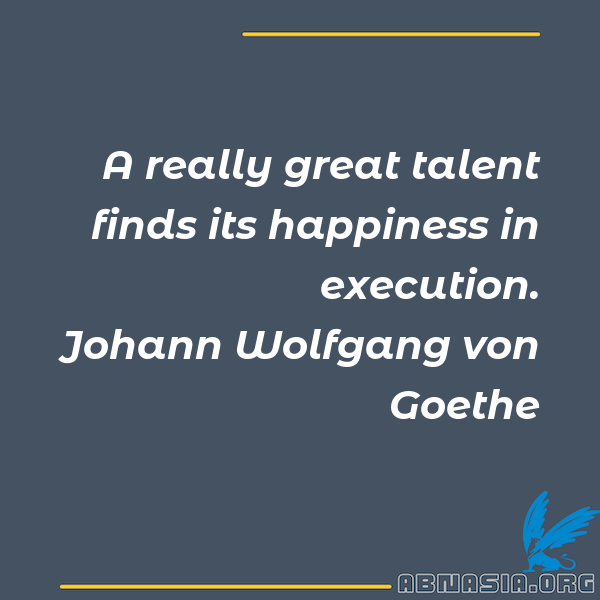 A really great talent
finds its happiness in
execution.
Johann Wolfgang von
Goethe
ABNASIA.ORG